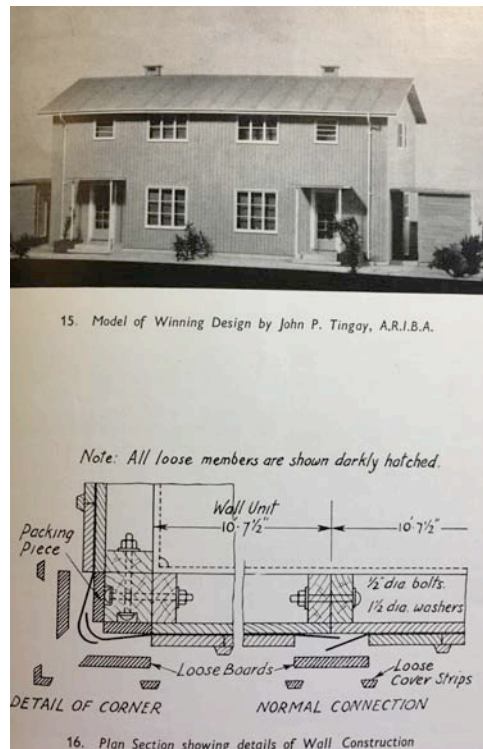 15. Model of Winning Design by John P. Tingay, A.R.I.B.A.
Note: All loose members are shown darkly hatched.
Wall Unit
10'·7½"
10'·7½"
Packing
Piece
½" dia. bolts.
1½ dia. washers
Loose Boards
Loose
Cover Strips
DETAIL OF CORNER
NORMAL CONNECTION
16. Plan Section showing details of Wall Construction